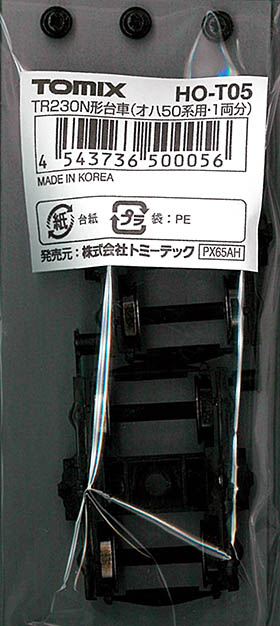 TOMIX HO-T05
TR230N形台車(オハ50系用・1両分)
4 543736 500056
MADE IN KOREA
紙 台紙 プラ 袋:PE
発売元:株式会社トミーテック PX65AH